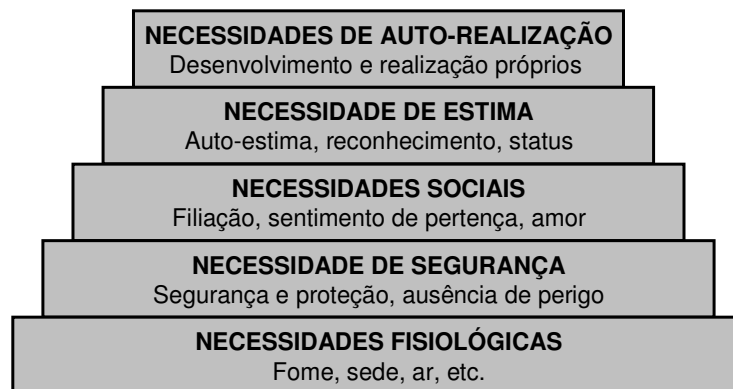 NECESSIDADES DE AUTO-REALIZAÇÃO
Desenvolvimento e realização próprios
NECESSIDADE DE ESTIMA
Auto-estima, reconhecimento, status
NECESSIDADES SOCIAIS
Filiação, sentimento de pertença, amor
NECESSIDADE DE SEGURANÇA
Segurança e proteção, ausência de perigo
NECESSIDADES FISIOLÓGICAS
Fome, sede, ar, etc.